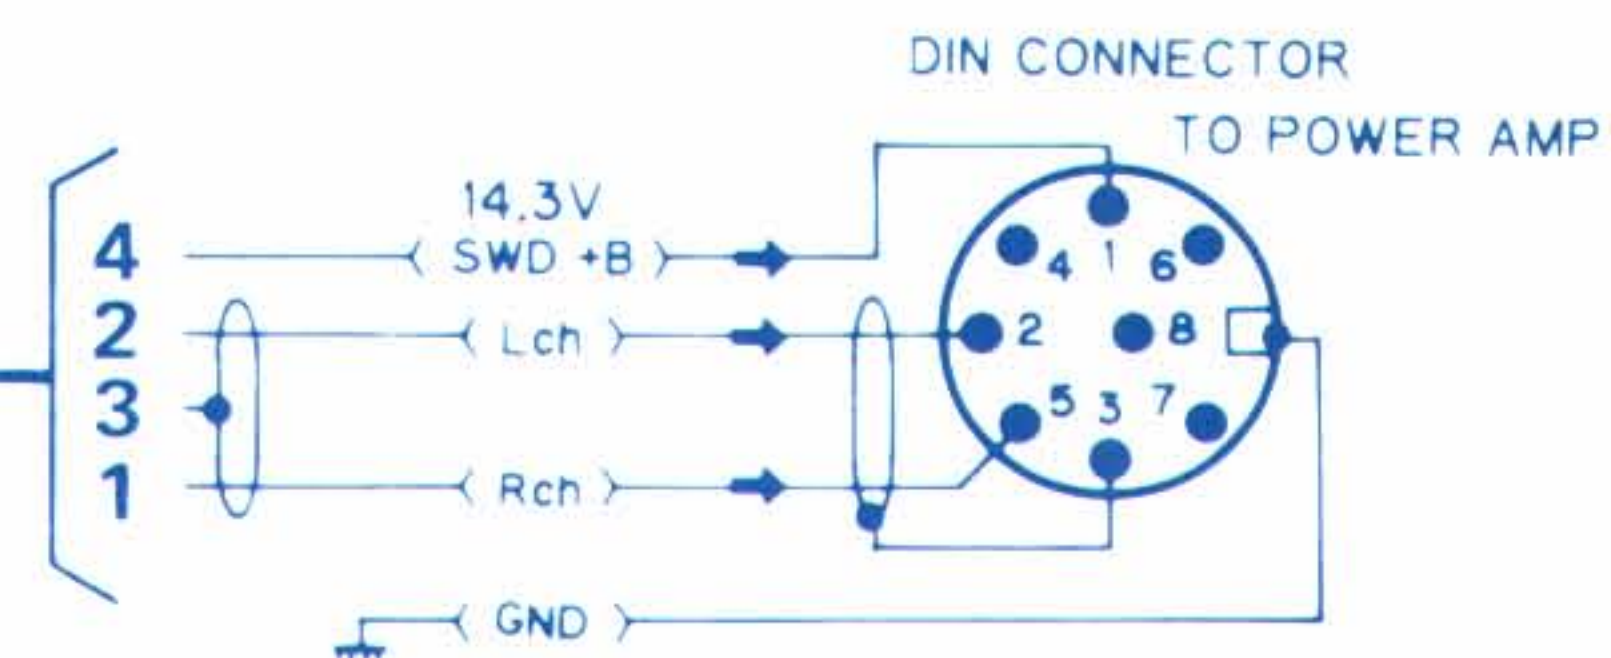 DIN CONNECTOR
TO POWER AMP
14.3V
4 SWD +B
1
4 6
2 Lch
2 8
3
5 3 7
1 Rch
GND